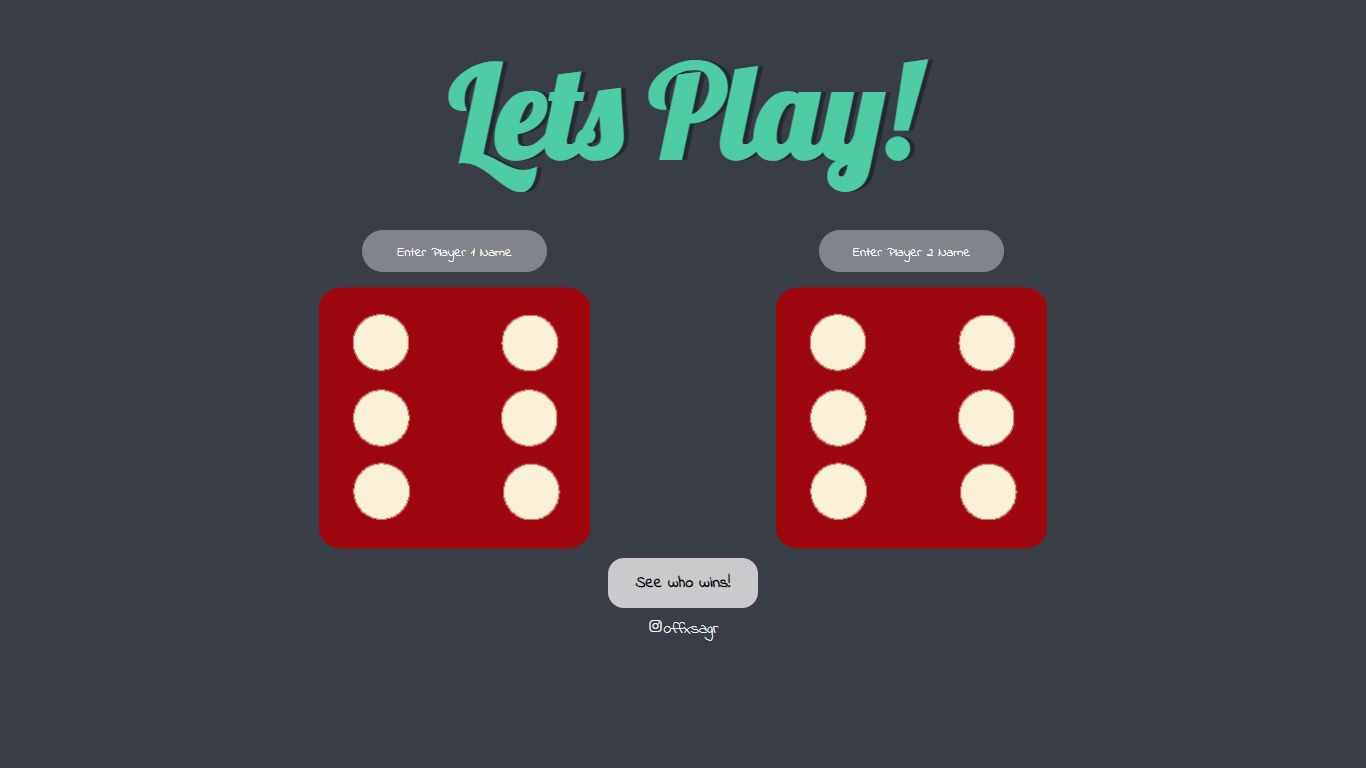 Lets Play!
Enter Player 1 Name
Enter Player 2 Name
See who wins!
offxsagr